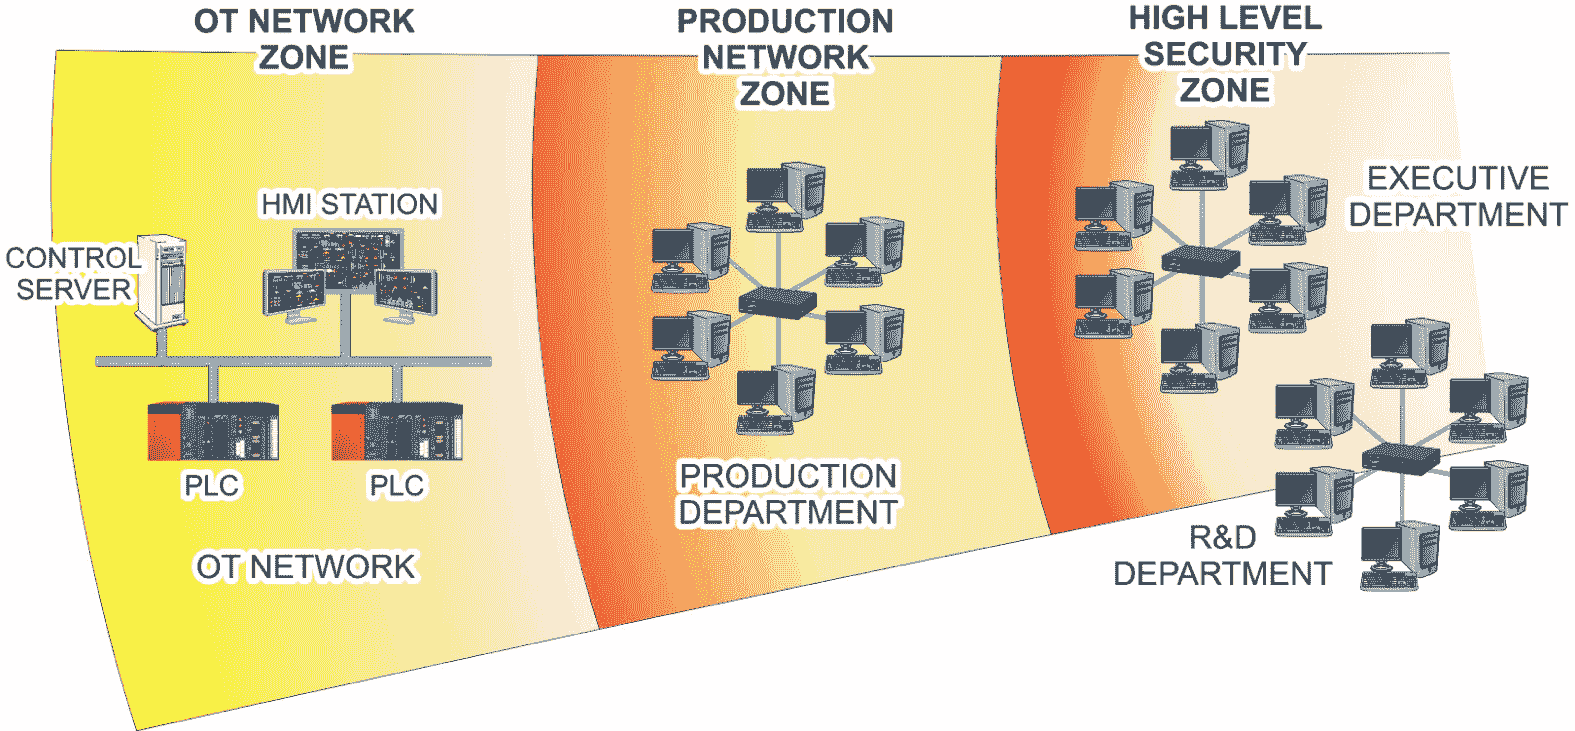 OT NETWORK
ZONE
PRODUCTION
NETWORK
ZONE
HIGH LEVEL
SECURITY
ZONE
HMI STATION
CONTROL
SERVER
EXECUTIVE
DEPARTMENT
PLC
PLC
PRODUCTION
DEPARTMENT
OT NETWORK
R&D
DEPARTMENT